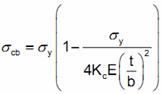 σcb = σy ( 1 - σy / 4KcE(t/b)² )